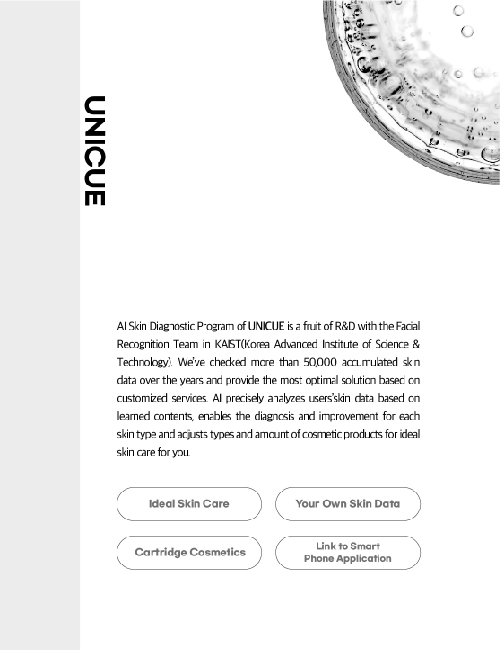 UNICUE
AI Skin Diagnostic Program of UNICUE is a fruit of R&D with the Facial
Recognition Team in KAIST(Korea Advanced Institute of Science &
Technology). We've checked more than 50,000 accumulated skin
data over the years and provide the most optimal solution based on
customized services. AI precisely analyzes users'skin data based on
learned contents, enables the diagnosis and improvement for each
skin type and adjusts types and amount of cosmetic products for ideal
skin care for you.
Ideal Skin Care
Your Own Skin Data
Cartridge Cosmetics
Link to Smart
Phone Application